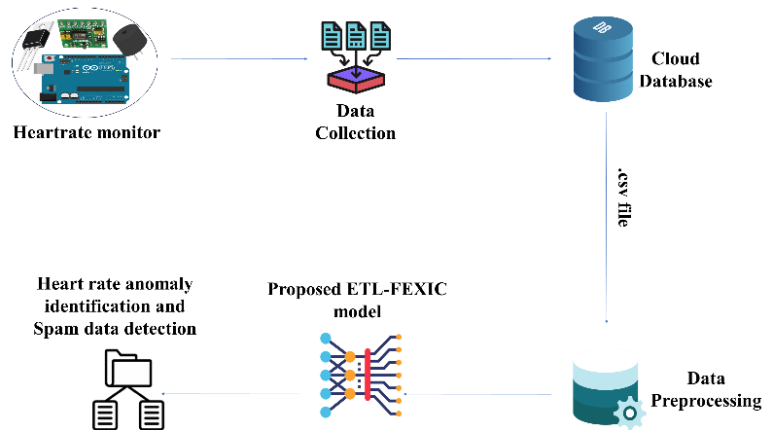 Heartrate monitor
Data
Collection
DB
Cloud
Database
.csv file
Data
Preprocessing
Proposed ETL-FEXIC
model
Heart rate anomaly
identification and
Spam data detection